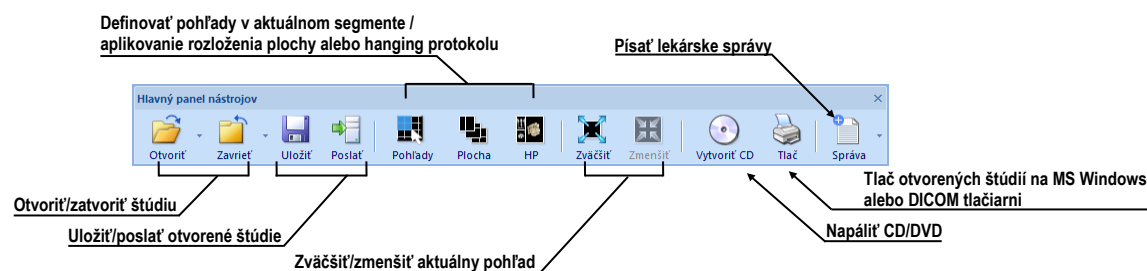 Definovať pohľady v aktuálnom segmente /
aplikovanie rozloženia plochy alebo hanging protokolu
Písať lekárske správy
Hlavný panel nástrojov
Otvoriť
Zavrieť
Uložiť
Poslať
Pohľady
Plocha
HP
Zväčšiť
Zmenšiť
Vytvoriť CD
Tlač
Správa
Otvoriť/zatvoriť štúdiu
Uložiť/poslať otvorené štúdie
Zväčšiť/zmenšiť aktuálny pohľad
Napáliť CD/DVD
Tlač otvorených štúdií na MS Windows
alebo DICOM tlačiarni